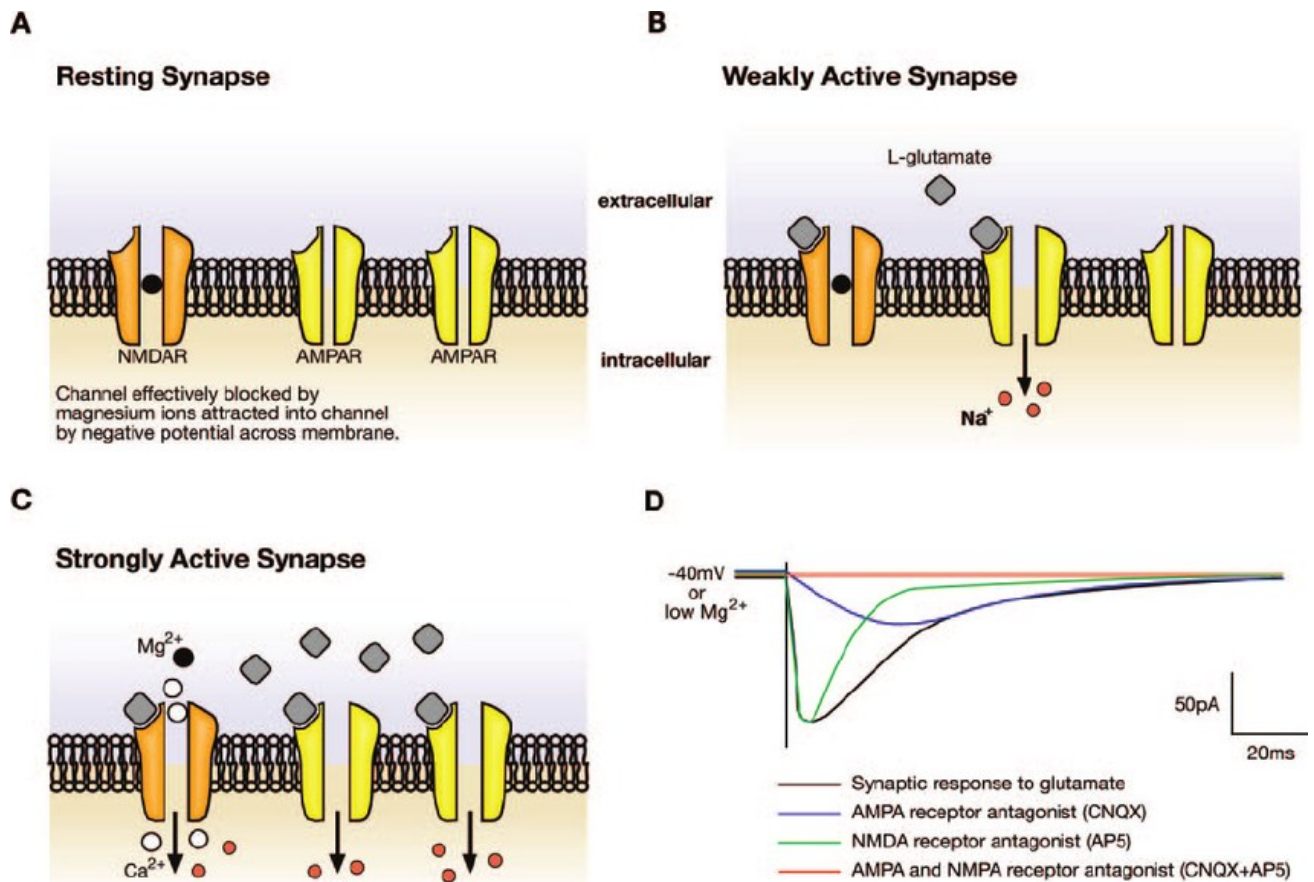 A
Resting Synapse
NMDAR
AMPAR
AMPAR
Channel effectively blocked by
magnesium ions attracted into channel
by negative potential across membrane.
extracellular
intracellular
B
Weakly Active Synapse
L-glutamate
Na⁺
C
Strongly Active Synapse
Mg²⁺
Ca²⁺
D
-40mV
or
low Mg²⁺
50pA
20ms
Synaptic response to glutamate
AMPA receptor antagonist (CNQX)
NMDA receptor antagonist (AP5)
AMPA and NMPA receptor antagonist (CNQX+AP5)